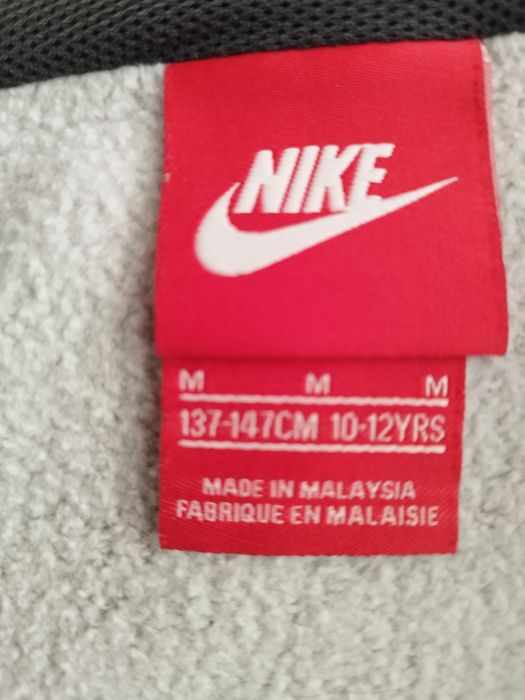 NIKE
M M M
137-147CM 10-12YRS
MADE IN MALAYSIA
FABRIQUE EN MALAISIE